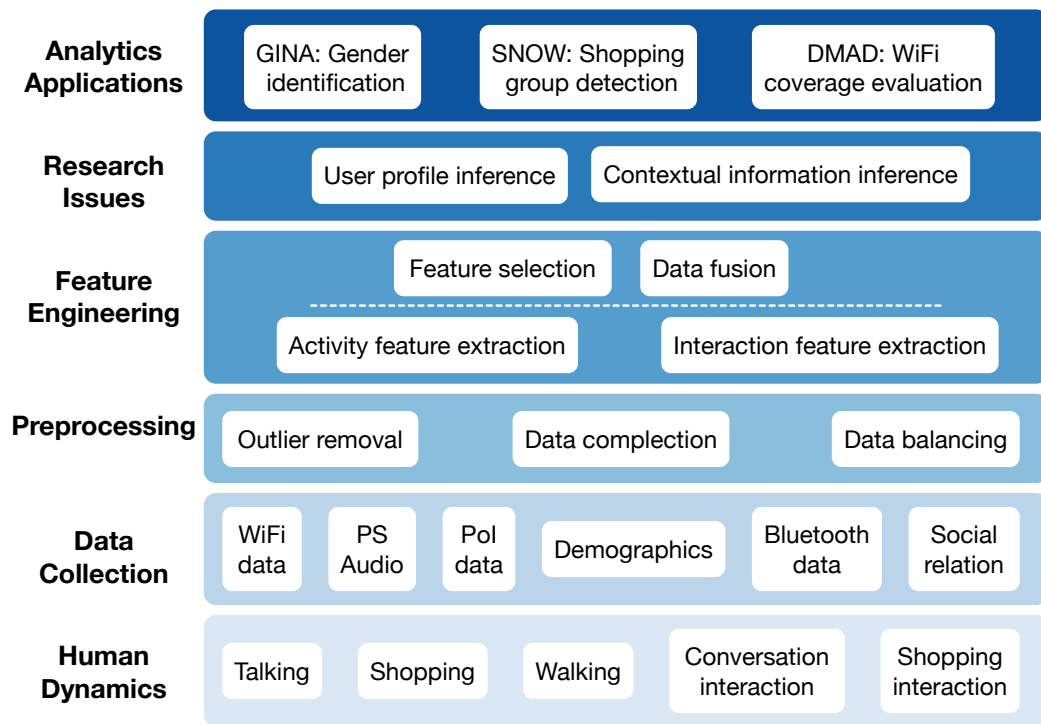 Analytics
Applications
GINA: Gender
identification
SNOW: Shopping
group detection
DMAD: WiFi
coverage evaluation
Research
Issues
User profile inference
Contextual information inference
Feature
Engineering
Feature selection
Data fusion
Activity feature extraction
Interaction feature extraction
Preprocessing
Outlier removal
Data complection
Data balancing
Data
Collection
WiFi
data
PS
Audio
PoI
data
Demographics
Bluetooth
data
Social
relation
Human
Dynamics
Talking
Shopping
Walking
Conversation
interaction
Shopping
interaction